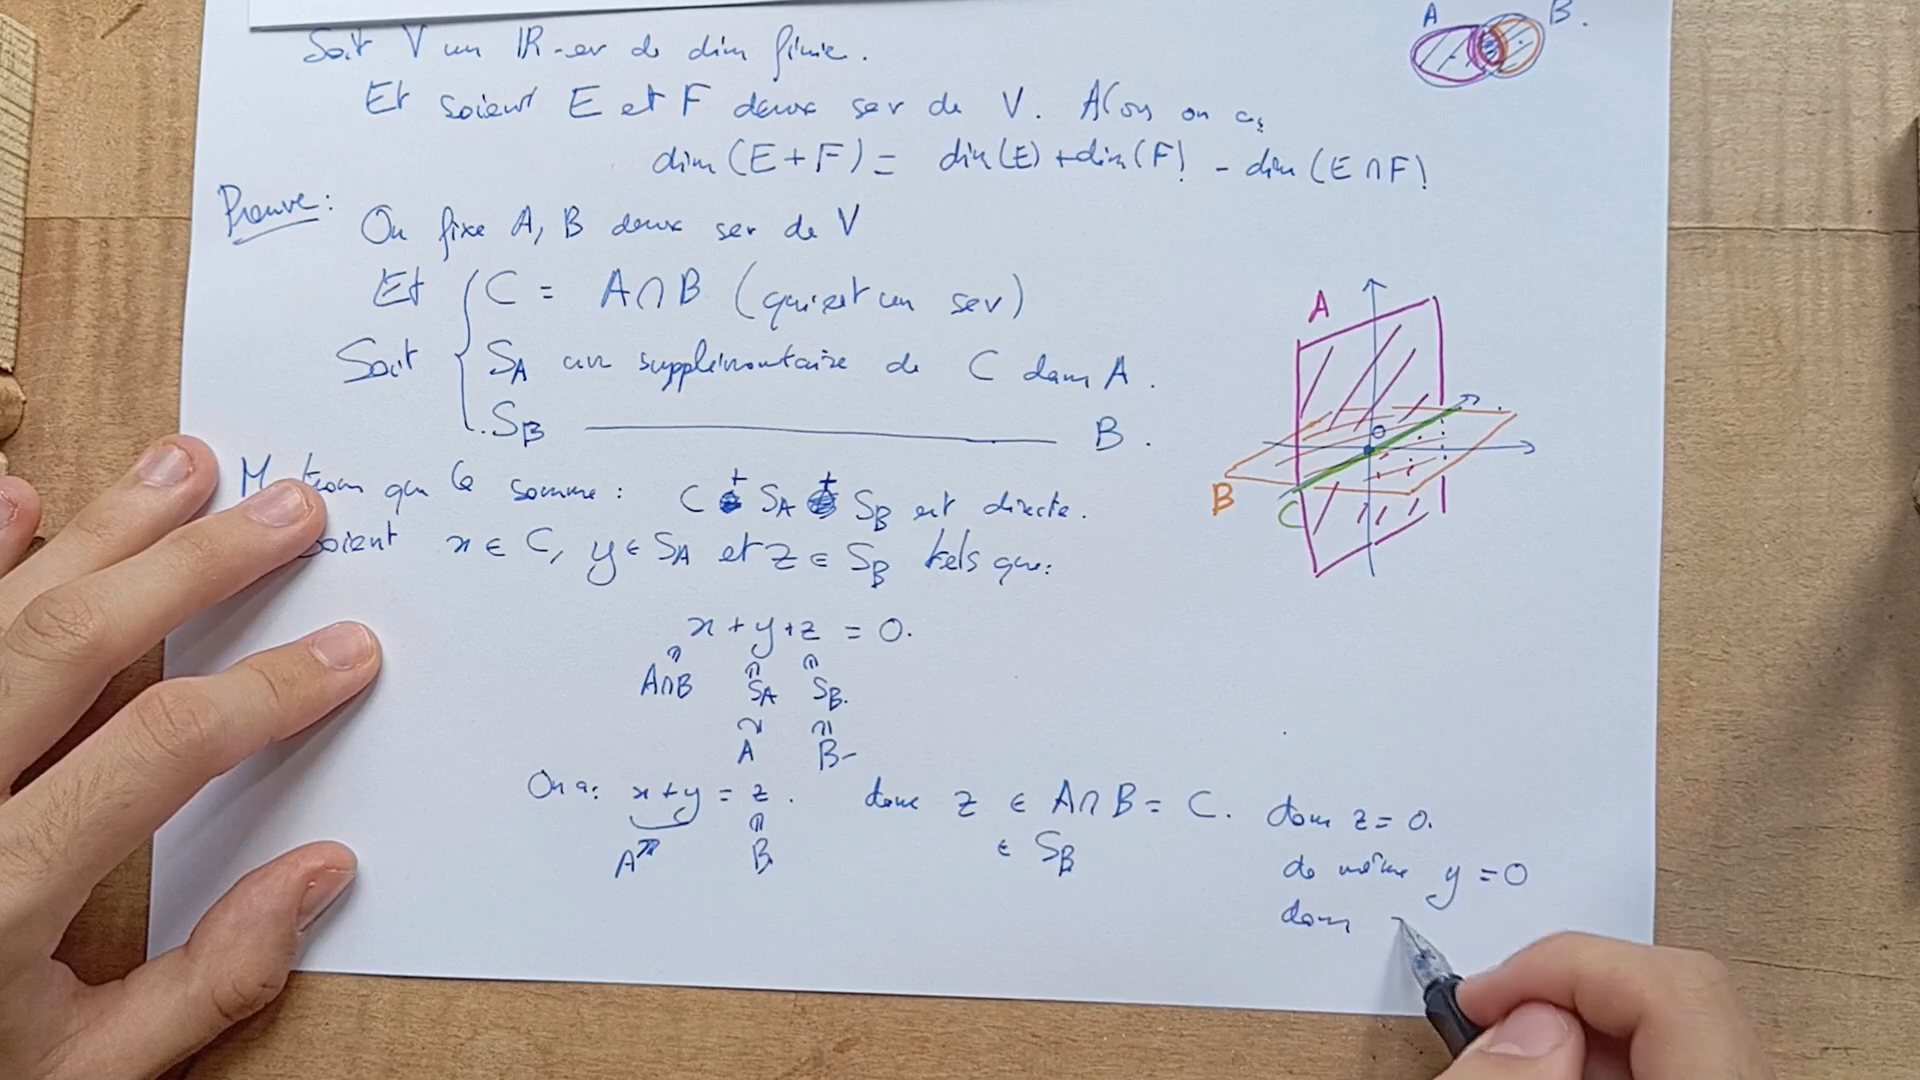 A B.
Soit V un IR-ev de dim finie.
Et soient E et F deux sev de V. Alors on a,
dim (E+F) = dim(E) + dim(F) - dim (E ∩ F)
Preuve:
On fixe A, B deux sev de V
Et
C = A∩B (qui est un sev)
Soit
S_A un supplémentaire de C dans A.
S_B ———— B.
Montrons que la somme: C + S_A + S_B est directe.
Soient x ∈ C, y ∈ S_A et z ∈ S_B tels que:
x + y + z = 0.
A∩B S_A S_B.
A B
On a: x+y = z. donc z ∈ A∩B = C. donc z = 0.
A B ∈ S_B
de même y = 0
donc
A
O
B
C